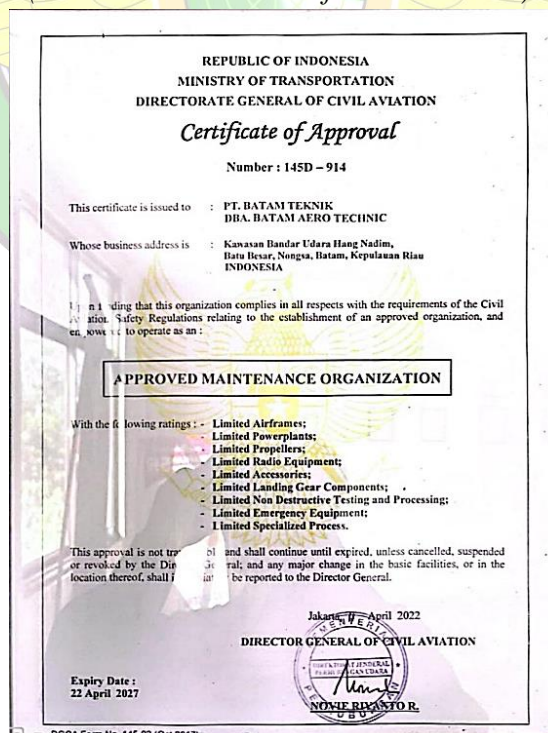 REPUBLIC OF INDONESIA
MINISTRY OF TRANSPORTATION
DIRECTORATE GENERAL OF CIVIL AVIATION
Certificate of Approval
Number : 145D – 914
This certificate is issued to : PT. BATAM TEKNIK
DBA. BATAM AERO TECHNIC
Whose business address is : Kawasan Bandar Udara Hang Nadim,
Batu Besar, Nongsa, Batam, Kepulauan Riau
INDONESIA
that this organization complies in all respects with the requirements of the Civil
Safety Regulations relating to the establishment of an approved organization, and
to operate as an :
APPROVED MAINTENANCE ORGANIZATION
With the following ratings : - Limited Airframes;
- Limited Powerplants;
- Limited Propellers;
- Limited Radio Equipment;
- Limited Accessories;
- Limited Landing Gear Components;
- Limited Non Destructive Testing and Processing;
- Limited Emergency Equipment;
- Limited Specialized Process.
This approval is not and shall continue until expired, unless cancelled, suspended
or revoked by the and any major change in the basic facilities, or in the
location thereof, shall be reported to the Director General.
Jakarta, April 2022
DIRECTOR GENERAL OF CIVIL AVIATION
DIREKTORAT JENDERAL
PERHUBUNGAN UDARA
NOVIE RIYANTO R.
Expiry Date :
22 April 2027